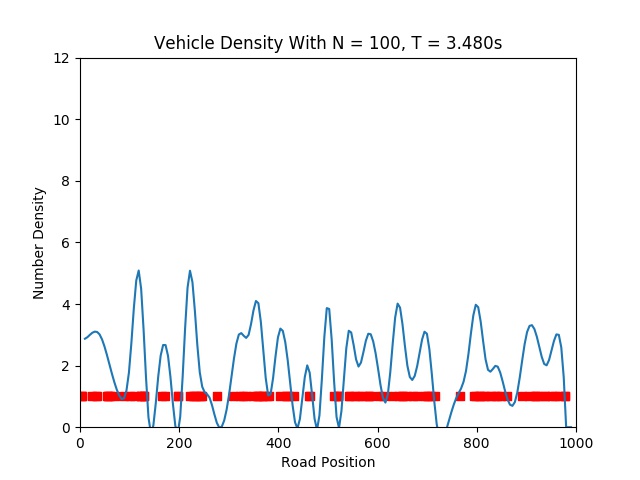 Vehicle Density With N = 100, T = 3.480s
12
10
8
6
4
2
0
Number Density
0 200 400 600 800 1000
Road Position